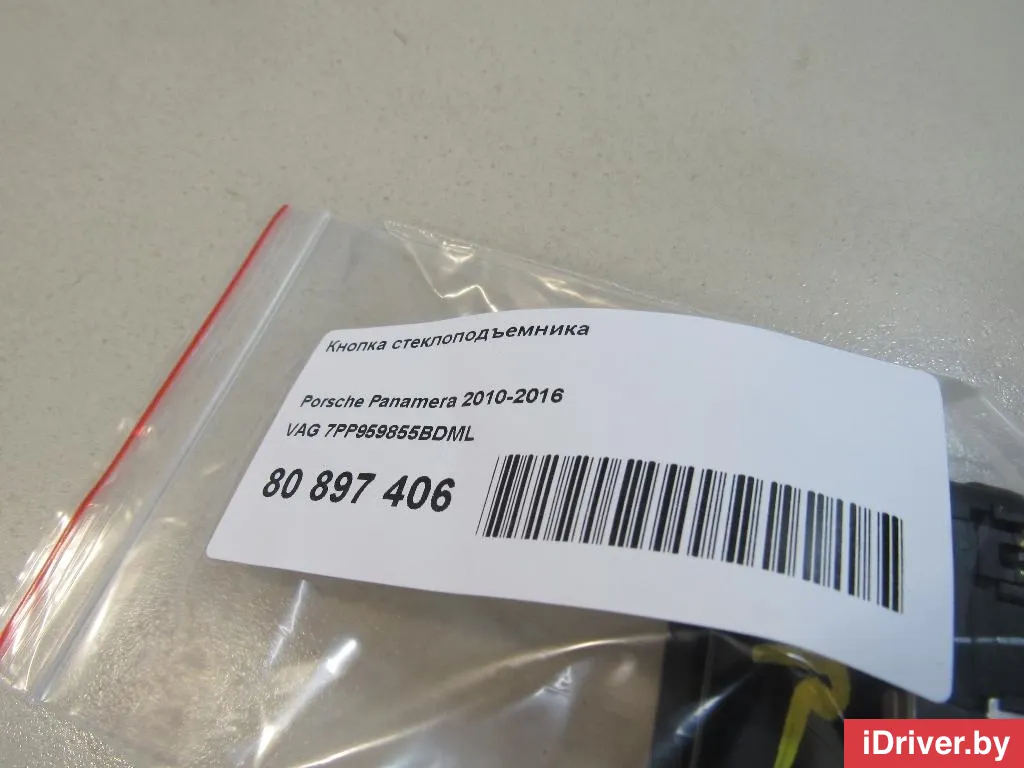 Кнопка стеклоподъемника
Porsche Panamera 2010-2016
VAG 7PP959855BDML
80 897 406
iDriver.by